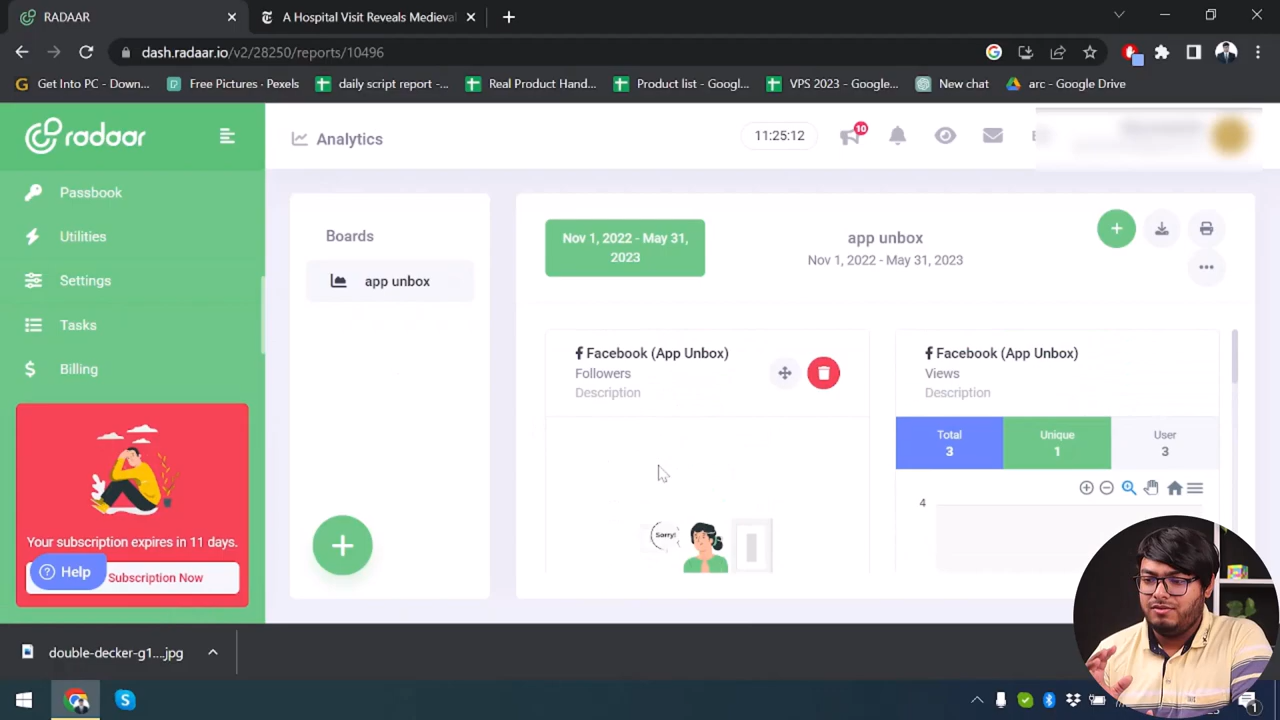 RADAAR
A Hospital Visit Reveals Medieval
dash.radaar.io/v2/28250/reports/10496
Get Into PC - Down...
Free Pictures - Pexels
daily script report -...
Real Product Hand...
Product list - Googl...
VPS 2023 - Google...
New chat
arc - Google Drive
radaar
Analytics
11:25:12
10
Passbook
Utilities
Settings
Tasks
Billing
Your subscription expires in 11 days.
Help
Subscription Now
Boards
app unbox
Nov 1, 2022 - May 31,
2023
app unbox
Nov 1, 2022 - May 31, 2023
Facebook (App Unbox)
Followers
Description
Sorry!
Facebook (App Unbox)
Views
Description
Total
3
Unique
1
User
3
4
double-decker-g1....jpg
1